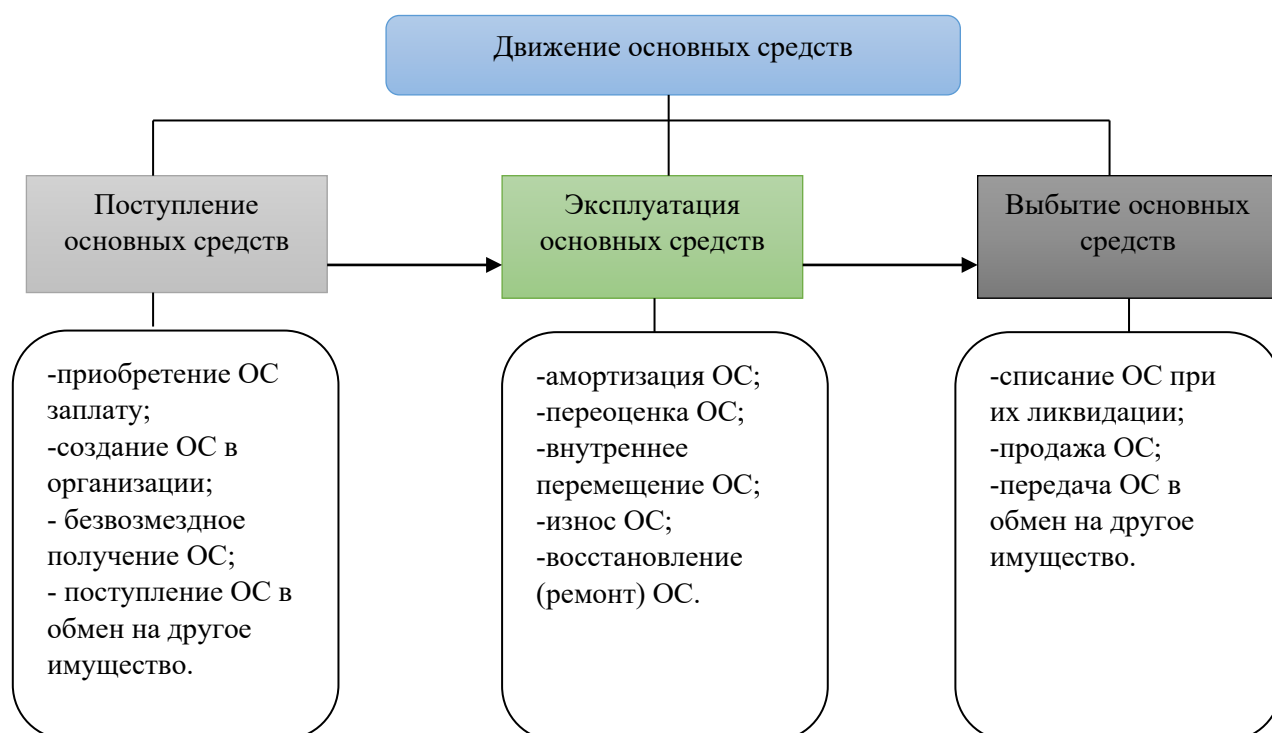 Движение основных средств
Поступление
основных средств
Эксплуатация
основных средств
Выбытие основных
средств
-приобретение ОС
заплату;
-создание ОС в
организации;
- безвозмездное
получение ОС;
- поступление ОС в
обмен на другое
имущество.
-амортизация ОС;
-переоценка ОС;
-внутреннее
перемещение ОС;
-износ ОС;
-восстановление
(ремонт) ОС.
-списание ОС при
их ликвидации;
-продажа ОС;
-передача ОС в
обмен на другое
имущество.